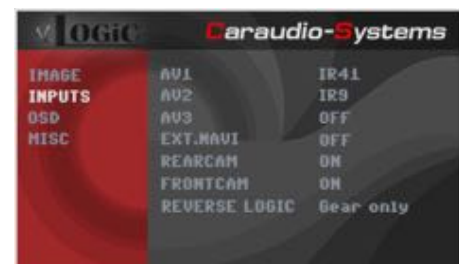 v.LOGiC Caraudio-Systems
IMAGE AV1 IR41
INPUTS AV2 IR9
OSD AV3 OFF
MISC EXT.NAVI OFF
REARCAM ON
FRONTCAM ON
REVERSE LOGIC Gear only